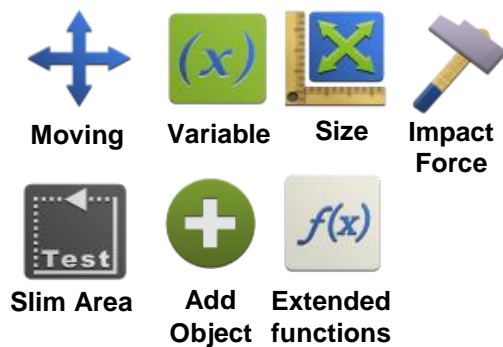 (x)
Moving Variable Size Impact
Force
Test
f(x)
Slim Area Add Extended
Object functions